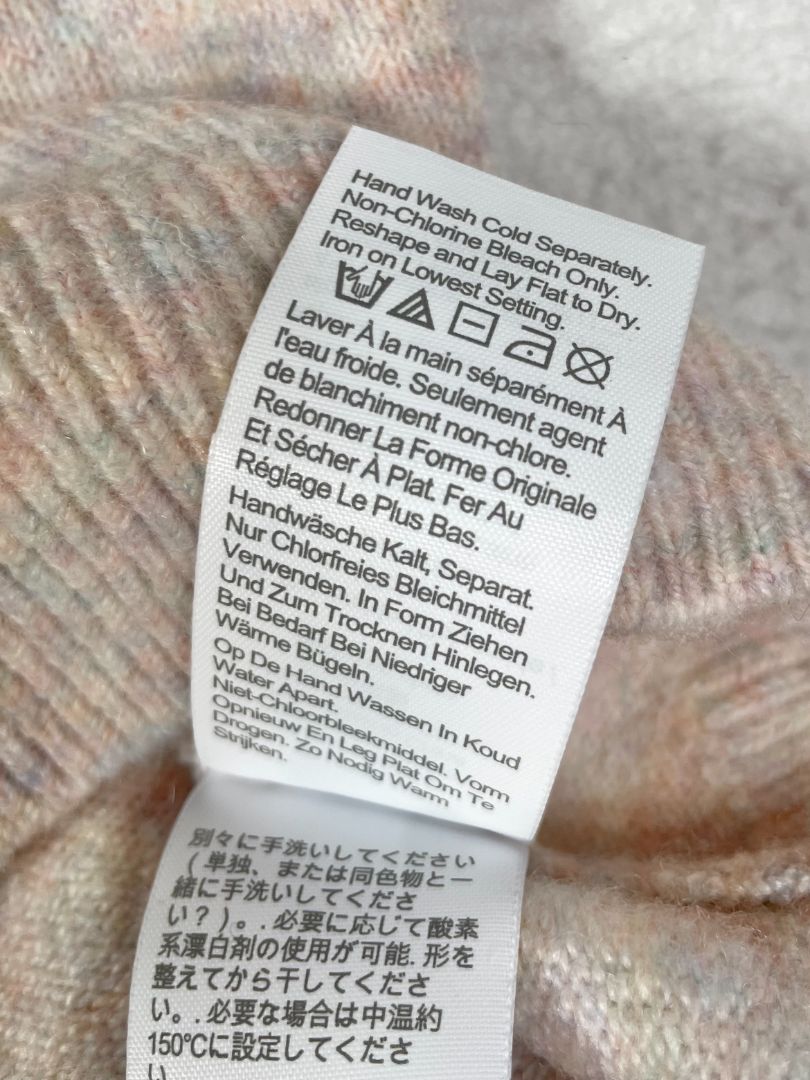 Hand Wash Cold Separately.
Non-Chlorine Bleach Only.
Reshape and Lay Flat to Dry.
Iron on Lowest Setting.
Laver À la main séparément À
l'eau froide. Seulement agent
de blanchiment non-chlore.
Redonner La Forme Originale
Et Sécher À Plat. Fer Au
Réglage Le Plus Bas.
Handwäsche Kalt, Separat.
Nur Chlorfreies Bleichmittel
Verwenden. In Form Ziehen
Und Zum Trocknen Hinlegen.
Bei Bedarf Bei Niedriger
Wärme Bügeln.
Op De Hand Wassen In Koud
Water Apart.
Niet-Chloorbleekmiddel. Vorm
Opnieuw En Leg Plat Om Te
Drogen. Zo Nodig Warm
Strijken.
別々に手洗いしてください
(単独、または同色物と一
緒に手洗いしてくださ
い?)。.必要に応じて酸素
系漂白剤の使用が可能.形を
整えてから干してくださ
い。.必要な場合は中温約
150℃に設定してくださ
い